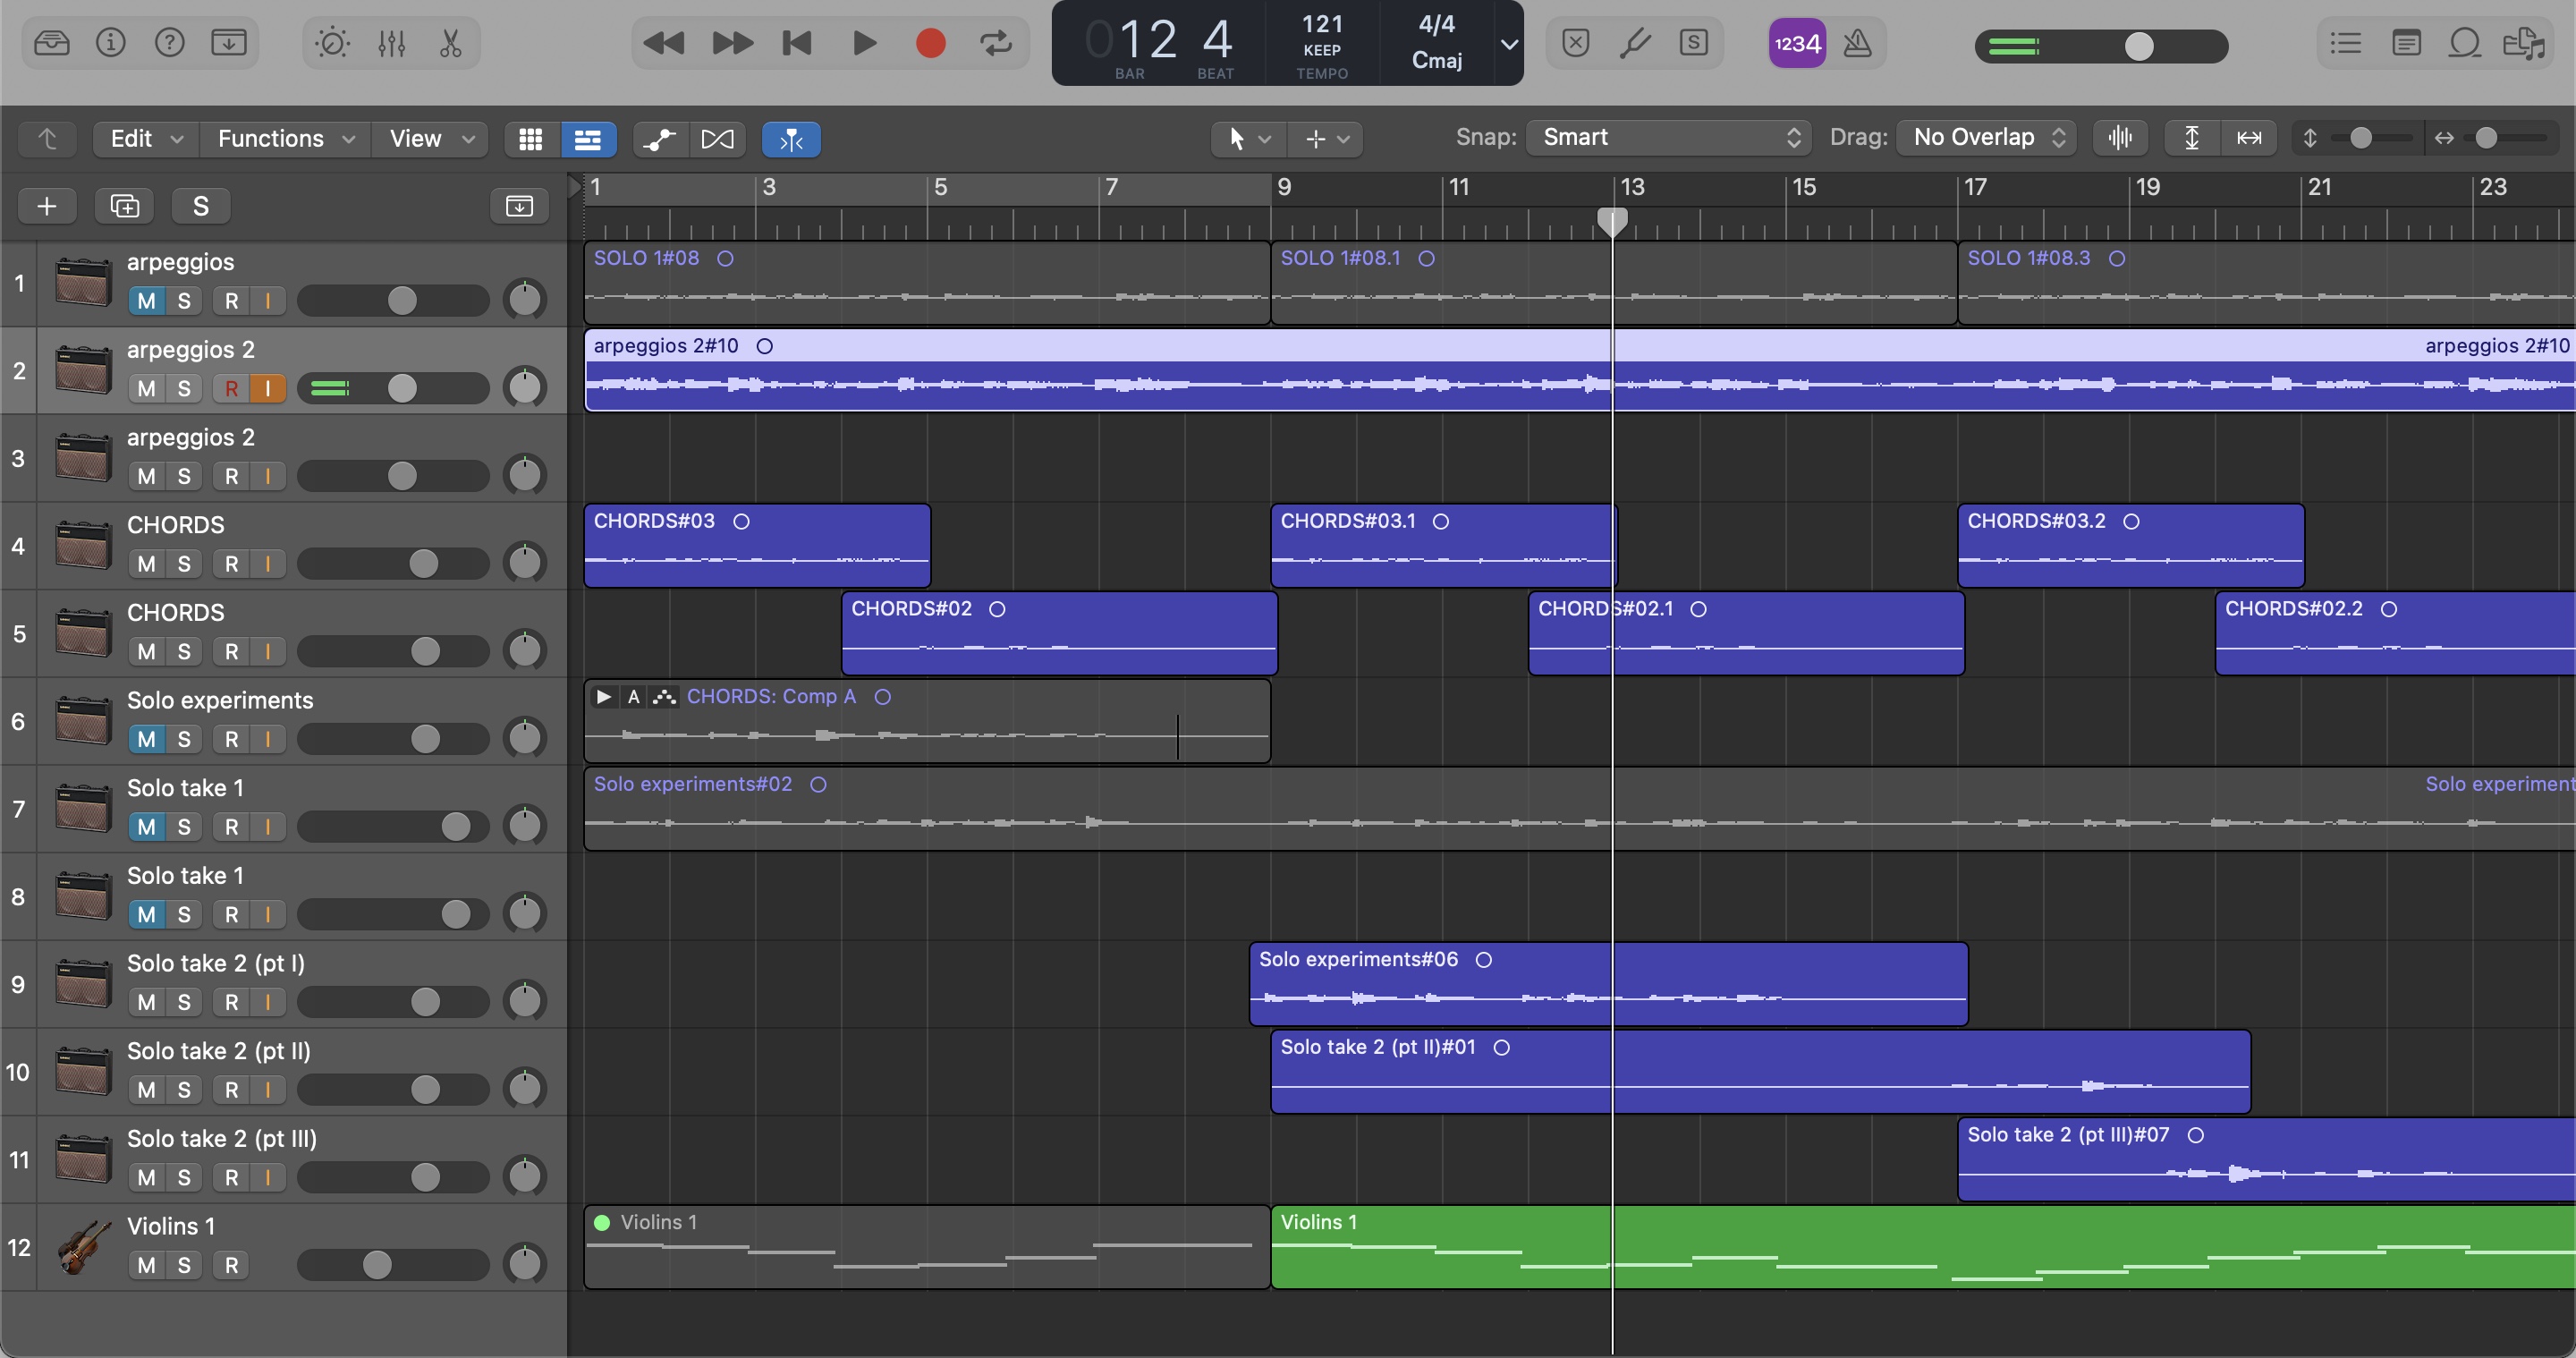 012 4 121 4/4
KEEP Cmaj
BAR BEAT TEMPO
1234
S
Edit Functions View Snap: Smart Drag: No Overlap
S 1 3 5 7 9 11 13 15 17 19 21 23
1 arpeggios
M S R I
SOLO 1#08 SOLO 1#08.1 SOLO 1#08.3
2 arpeggios 2
M S R I
arpeggios 2#10 arpeggios 2#10
3 arpeggios 2
M S R I
4 CHORDS
M S R I
CHORDS#03 CHORDS#03.1 CHORDS#03.2
5 CHORDS
M S R I
CHORDS#02 CHORDS#02.1 CHORDS#02.2
6 Solo experiments
M S R I
A CHORDS: Comp A
7 Solo take 1
M S R I
Solo experiments#02 Solo experiment
8 Solo take 1
M S R I
9 Solo take 2 (pt I)
M S R I
Solo experiments#06
10 Solo take 2 (pt II)
M S R I
Solo take 2 (pt II)#01
11 Solo take 2 (pt III)
M S R I
Solo take 2 (pt III)#07
12 Violins 1
M S R
Violins 1 Violins 1